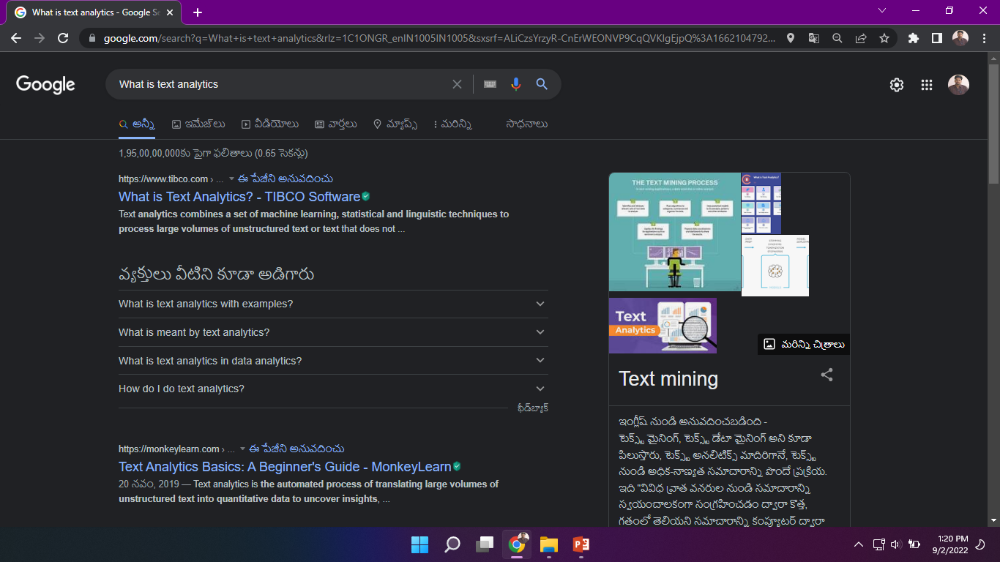 What is text analytics - Google Se
google.com/search?q=What+is+text+analytics&rlz=1C1ONGR_enIN1005IN1005&sxsrf=ALiCzsYrzyR-CnErWEONVP9CqQVKlgEjpQ%3A1662104792...
Google
What is text analytics
అన్నీ ఇమేజ్‌లు వీడియోలు వార్తలు మ్యాప్స్ మరిన్ని సాధనాలు
1,95,00,00,000కు పైగా ఫలితాలు (0.65 సెకన్లు)
https://www.tibco.com › ... ఈ పేజీని అనువదించు
What is Text Analytics? - TIBCO Software
Text analytics combines a set of machine learning, statistical and linguistic techniques to
process large volumes of unstructured text or text that does not ...
వ్యక్తులు వీటిని కూడా అడిగారు
What is text analytics with examples?
What is meant by text analytics?
What is text analytics in data analytics?
How do I do text analytics?
ఫీడ్‌బ్యాక్
https://monkeylearn.com › ... ఈ పేజీని అనువదించు
Text Analytics Basics: A Beginner's Guide - MonkeyLearn
20 నవం, 2019 — Text analytics is the automated process of translating large volumes of
unstructured text into quantitative data to uncover insights, ...
THE TEXT MINING PROCESS
What is Text Analytics?
Text
Analytics
మరిన్ని చిత్రాలు
Text mining
ఇంగ్లీష్ నుండి అనువదించబడింది -
టెక్స్ట్ మైనింగ్, టెక్స్ట్ డేటా మైనింగ్ అని కూడా
పిలుస్తారు, టెక్స్ట్ అనలిటిక్స్ మాదిరిగానే, టెక్స్ట్
నుండి అధిక-నాణ్యత సమాచారాన్ని పొందే ప్రక్రియ.
ఇది "వివిధ వ్రాత వనరుల నుండి సమాచారాన్ని
స్వయంచాలకంగా సంగ్రహించడం ద్వారా కొత్త,
గతంలో తెలియని సమాచారాన్ని కంప్యూటర్ ద్వారా
1:20 PM
9/2/2022